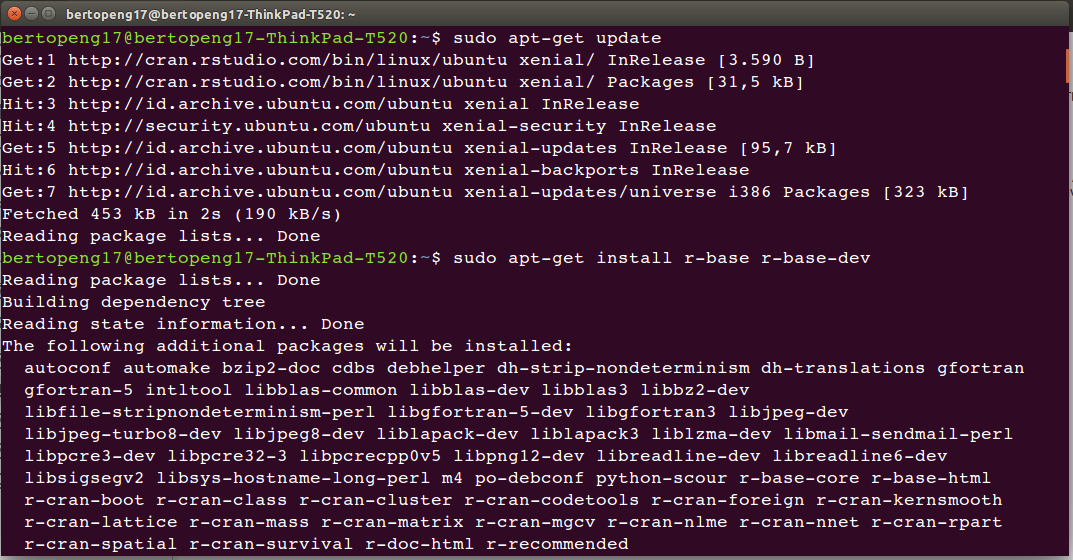 bertopeng17@bertopeng17-ThinkPad-T520: ~
bertopeng17@bertopeng17-ThinkPad-T520:~$ sudo apt-get update
Get:1 http://cran.rstudio.com/bin/linux/ubuntu xenial/ InRelease [3.590 B]
Get:2 http://cran.rstudio.com/bin/linux/ubuntu xenial/ Packages [31,5 kB]
Hit:3 http://id.archive.ubuntu.com/ubuntu xenial InRelease
Hit:4 http://security.ubuntu.com/ubuntu xenial-security InRelease
Get:5 http://id.archive.ubuntu.com/ubuntu xenial-updates InRelease [95,7 kB]
Hit:6 http://id.archive.ubuntu.com/ubuntu xenial-backports InRelease
Get:7 http://id.archive.ubuntu.com/ubuntu xenial-updates/universe i386 Packages [323 kB]
Fetched 453 kB in 2s (190 kB/s)
Reading package lists... Done
bertopeng17@bertopeng17-ThinkPad-T520:~$ sudo apt-get install r-base r-base-dev
Reading package lists... Done
Building dependency tree
Reading state information... Done
The following additional packages will be installed:
  autoconf automake bzip2-doc cdbs debhelper dh-strip-nondeterminism dh-translations gfortran
  gfortran-5 intltool libblas-common libblas-dev libblas3 libbz2-dev
  libfile-stripnondeterminism-perl libgfortran-5-dev libgfortran3 libjpeg-dev
  libjpeg-turbo8-dev libjpeg8-dev liblapack-dev liblapack3 liblzma-dev libmail-sendmail-perl
  libpcre3-dev libpcre32-3 libpcrecpp0v5 libpng12-dev libreadline-dev libreadline6-dev
  libsigsegv2 libsys-hostname-long-perl m4 po-debconf python-scour r-base-core r-base-html
  r-cran-boot r-cran-class r-cran-cluster r-cran-codetools r-cran-foreign r-cran-kernsmooth
  r-cran-lattice r-cran-mass r-cran-matrix r-cran-mgcv r-cran-nlme r-cran-nnet r-cran-rpart
  r-cran-spatial r-cran-survival r-doc-html r-recommended